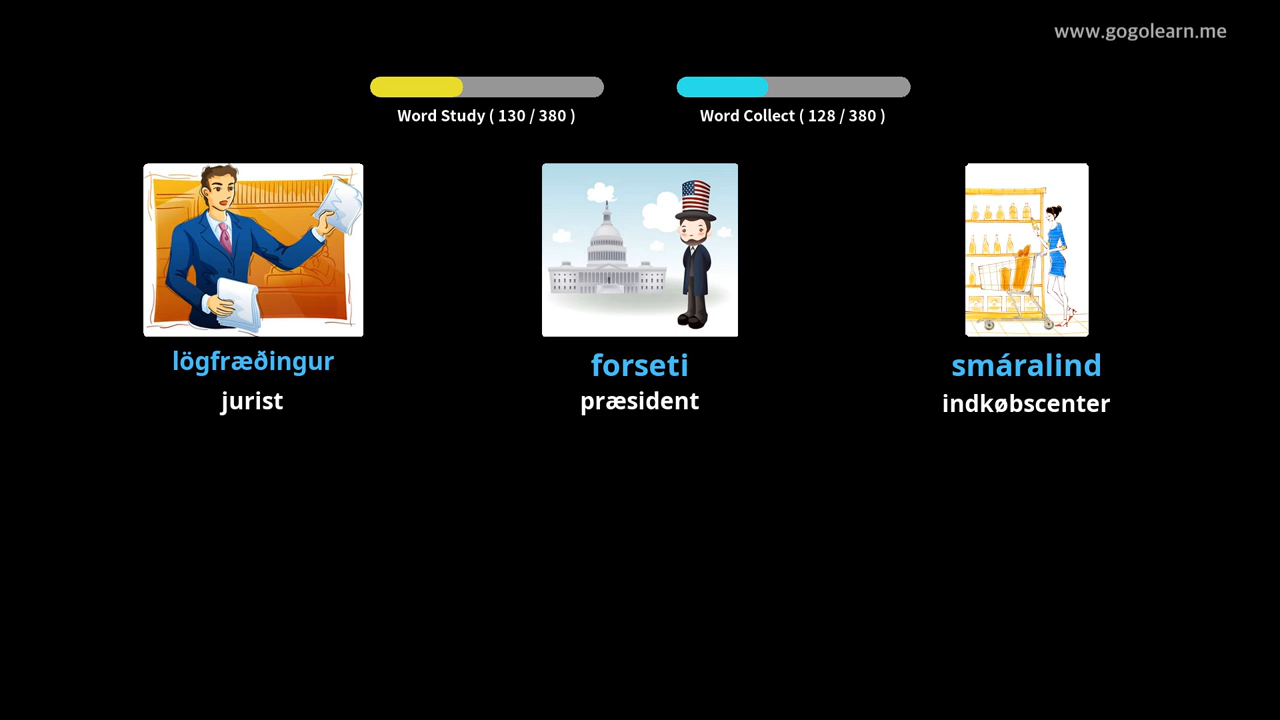 www.gogolearn.me
Word Study ( 130 / 380 )
Word Collect ( 128 / 380 )
lögfræðingur
jurist
forseti
præsident
smáralind
indkøbscenter